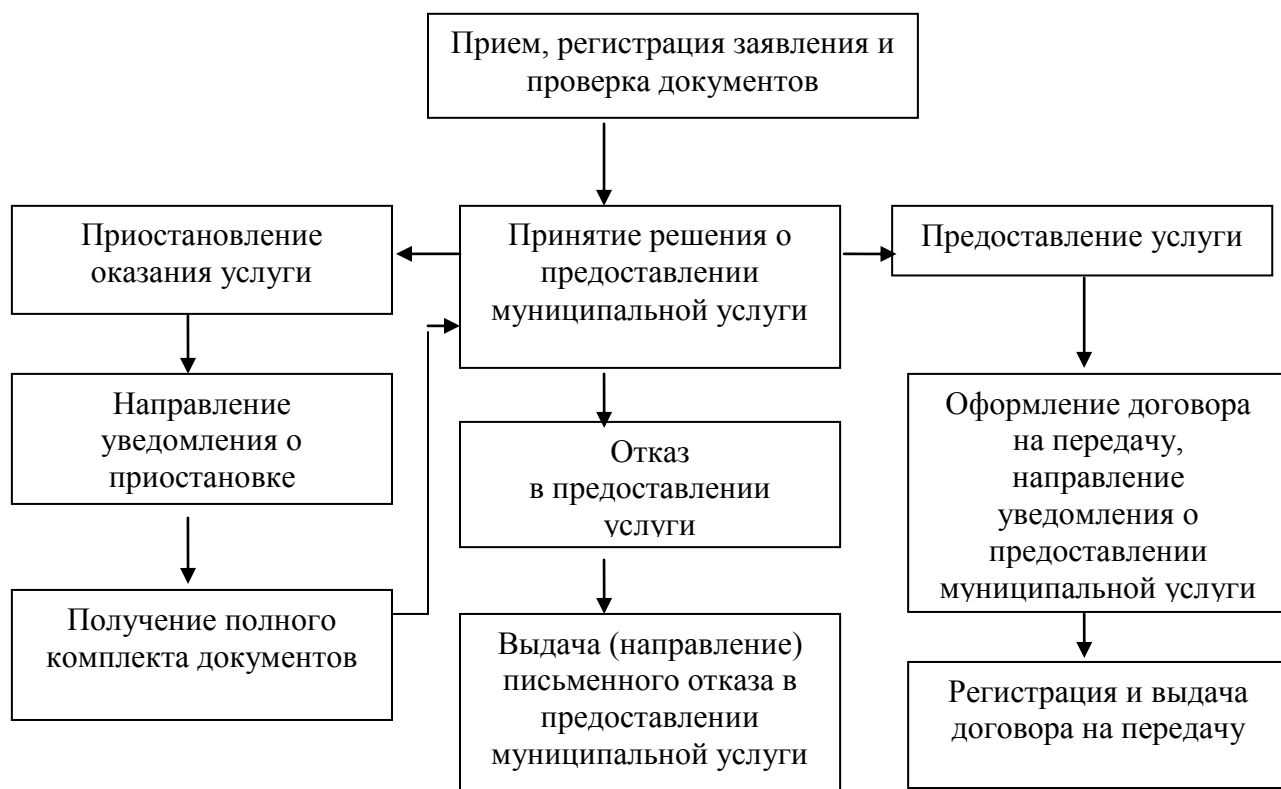 Прием, регистрация заявления и
проверка документов
Приостановление
оказания услуги
Принятие решения о
предоставлении
муниципальной услуги
Предоставление услуги
Направление
уведомления о
приостановке
Отказ
в предоставлении
услуги
Оформление договора
на передачу,
направление
уведомления о
предоставлении
муниципальной услуги
Получение полного
комплекта документов
Выдача (направление)
письменного отказа в
предоставлении
муниципальной услуги
Регистрация и выдача
договора на передачу